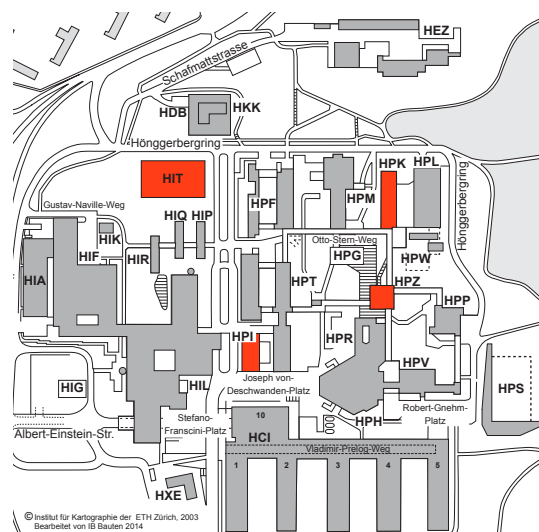 HEZ
Schafmattstrasse
HDB
HKK
Hönggerbergring
HIT
HPK
HPL
HPM
HPF
Gustav-Naville-Weg
Hönggerbergring
HIQ
HIP
HIK
HIF
HIR
Otto-Stern-Weg
HPG
HPW
HPT
HPZ
HIA
HPP
HPI
HPR
HPV
Joseph von-
Deschwanden-Platz
HIG
HIL
HPS
Robert-Gnehm-
Platz
Stefano-
Franscini-Platz
10
HPH
Albert-Einstein-Str.
HCI
Vladimir-Prelog-Weg
1
2
3
4
5
HXE
© Institut für Kartographie der ETH Zürich, 2003
Bearbeitet von IB Bauten 2014